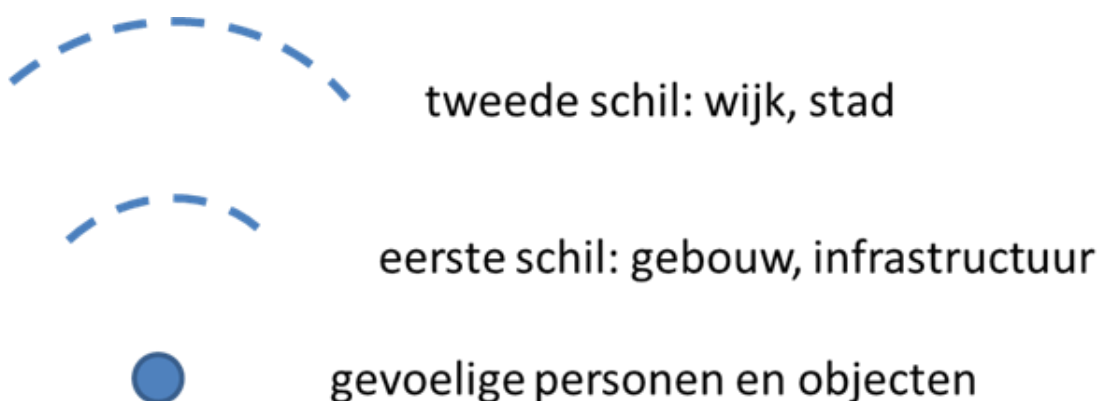 tweede schil: wijk, stad
eerste schil: gebouw, infrastructuur
gevoelige personen en objecten